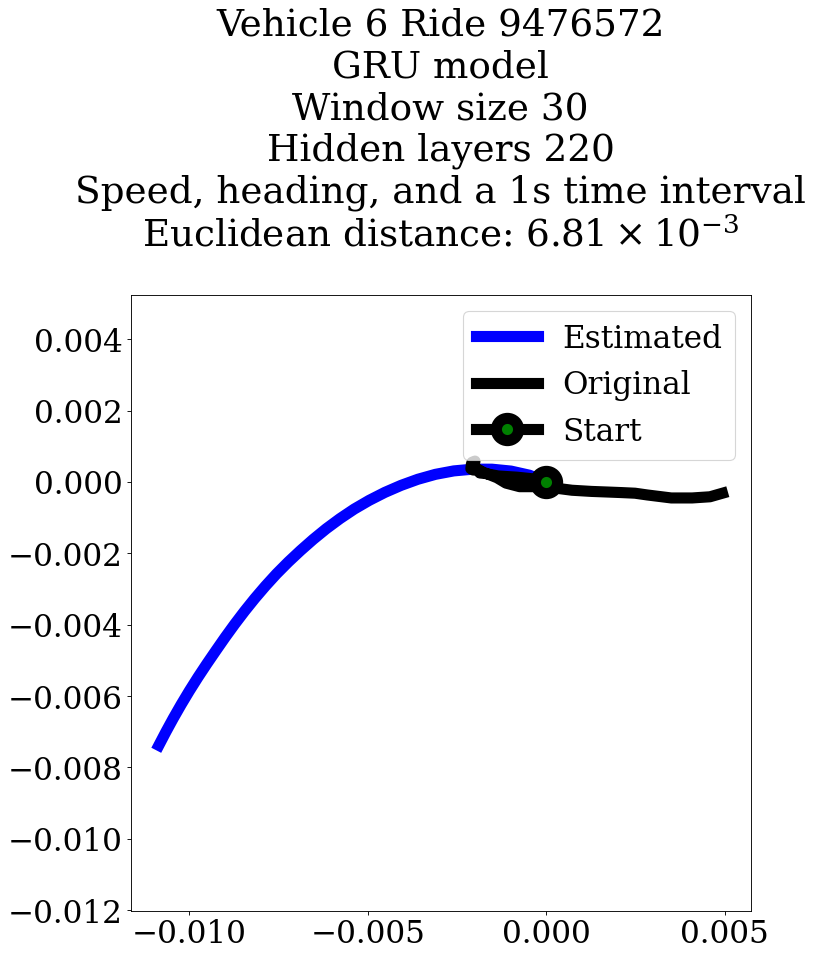 Vehicle 6 Ride 9476572
GRU model
Window size 30
Hidden layers 220
Speed, heading, and a 1s time interval
Euclidean distance: 6.81 × 10⁻³
Estimated
Original
Start
0.004
0.002
0.000
−0.002
−0.004
−0.006
−0.008
−0.010
−0.012
−0.010 −0.005 0.000 0.005